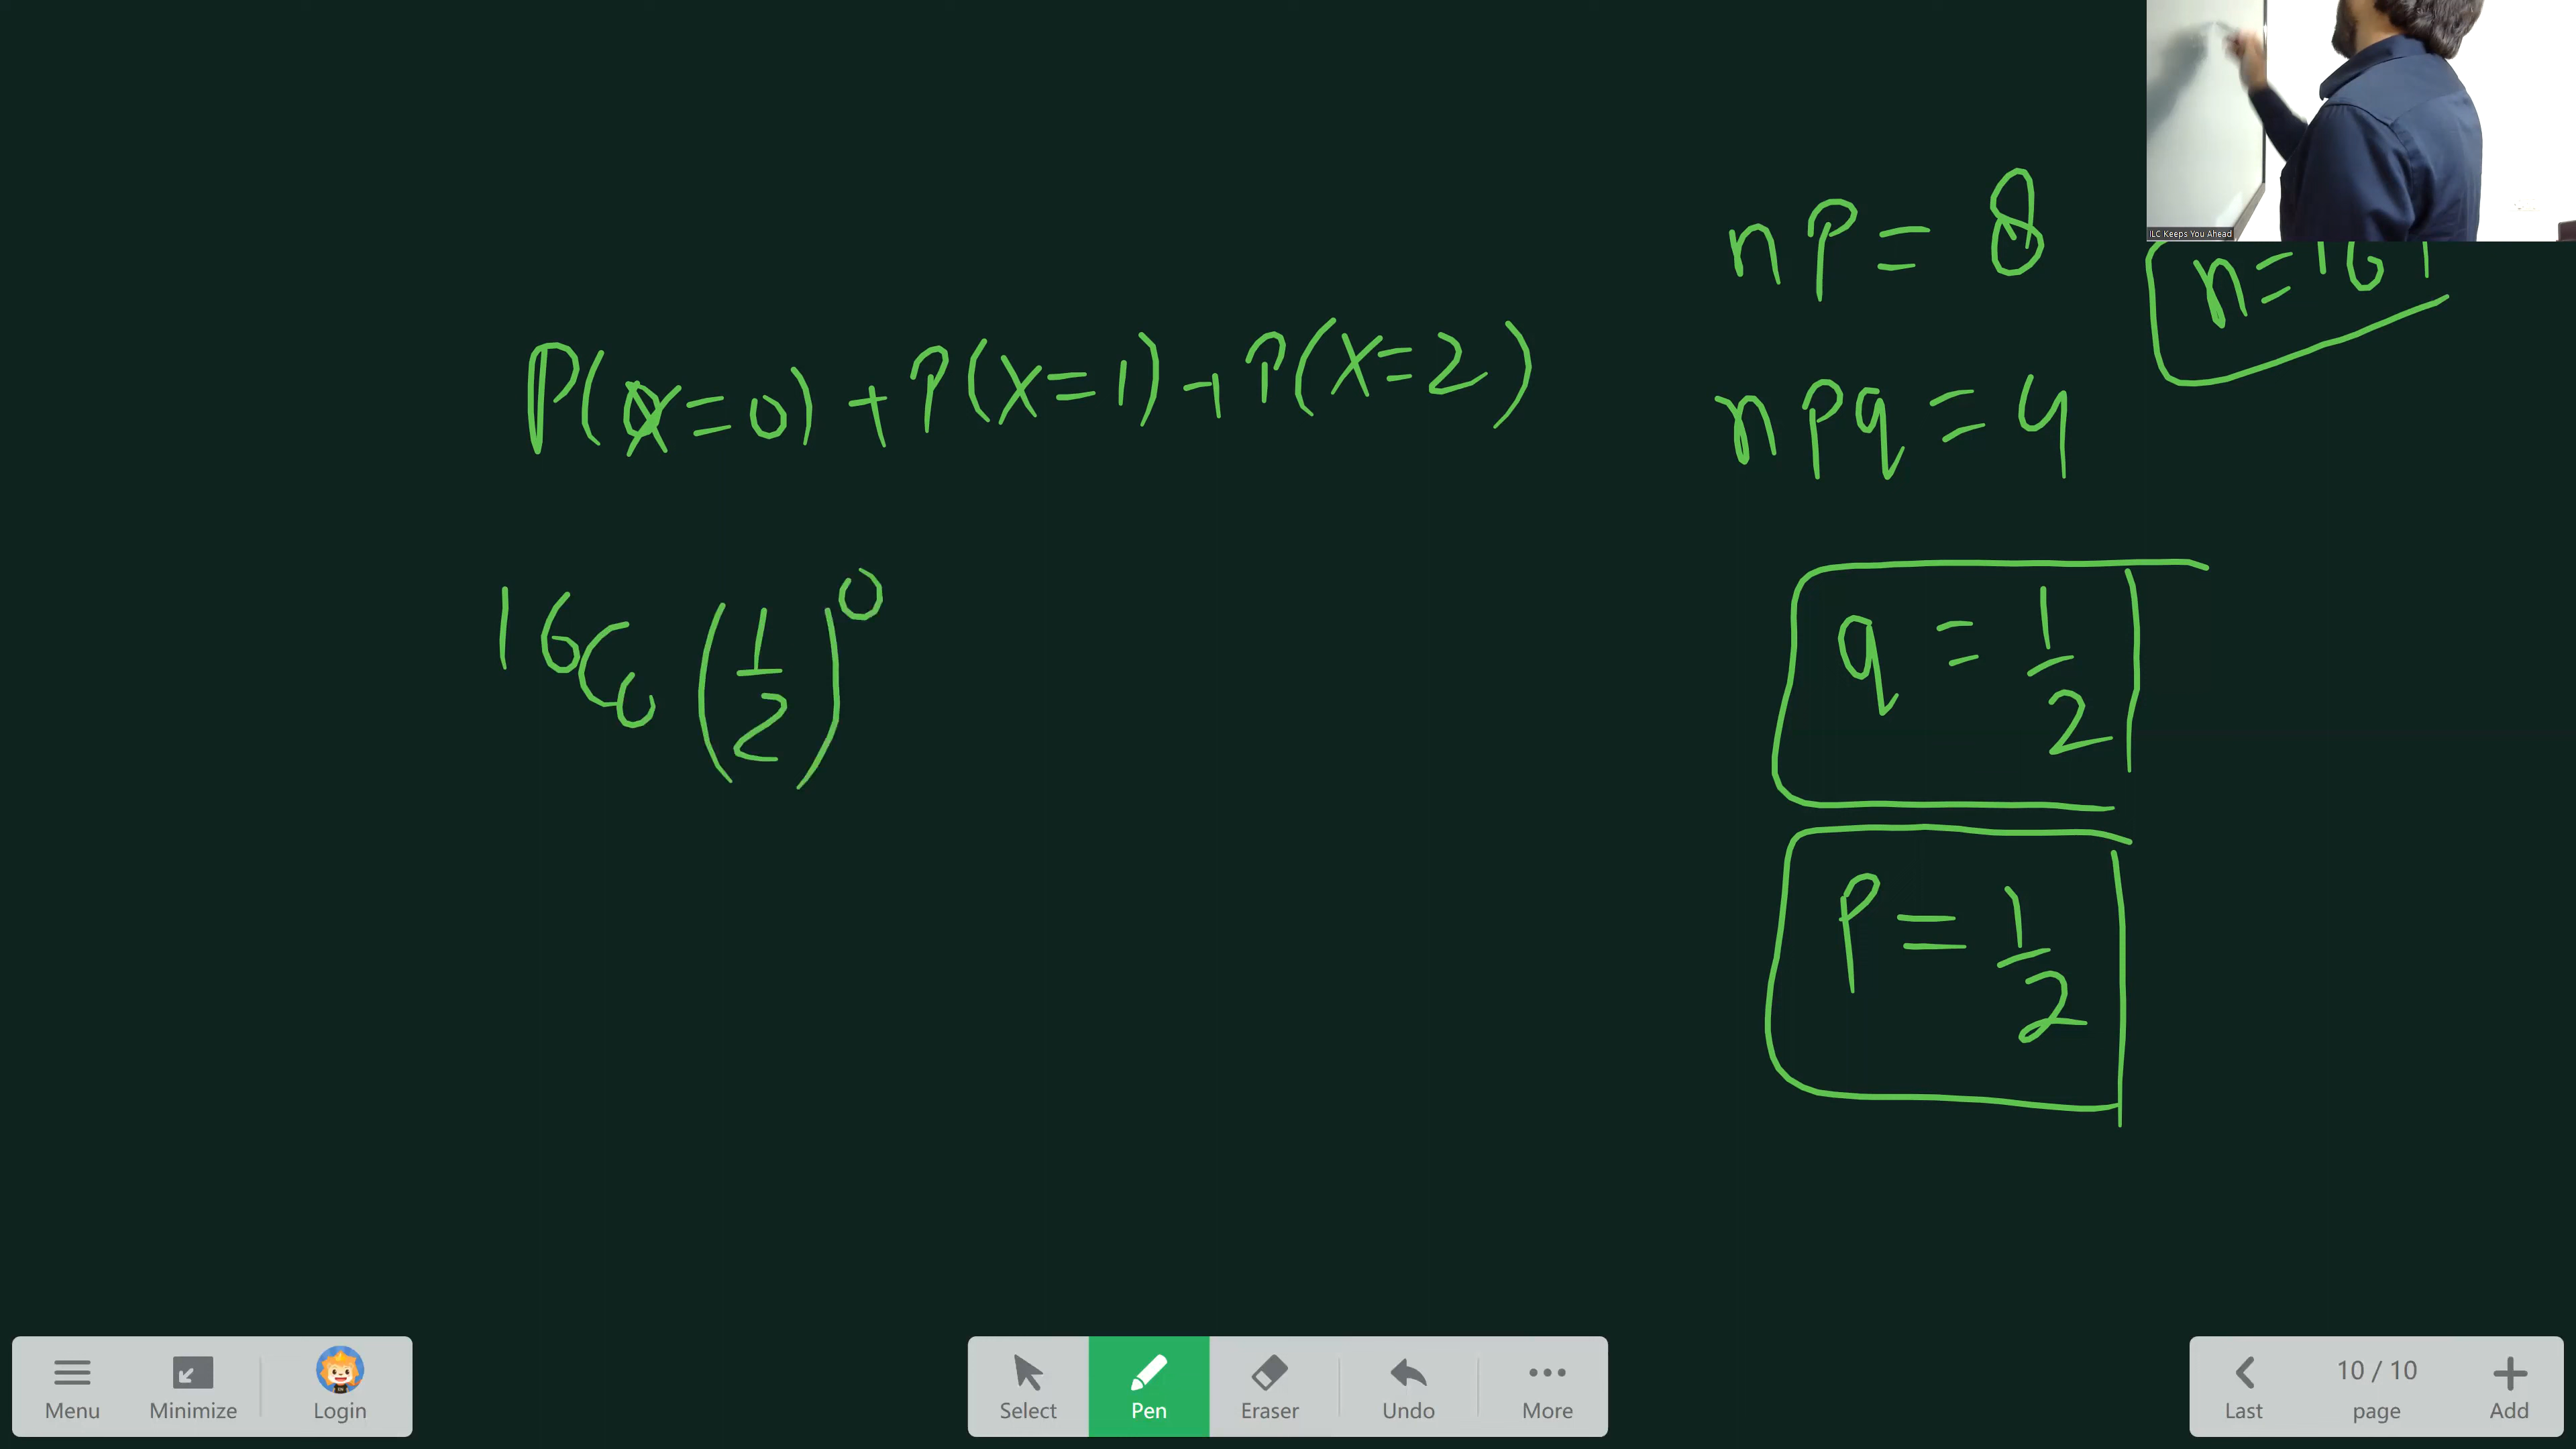 np = 8
n = 16
P(X=0) + P(X=1) + P(X=2)
npq = 4
16C0 (1/2)^0
q = 1/2
P = 1/2
ILC Keeps You Ahead
Menu
Minimize
Login
Select
Pen
Eraser
Undo
More
Last
10 / 10
page
Add